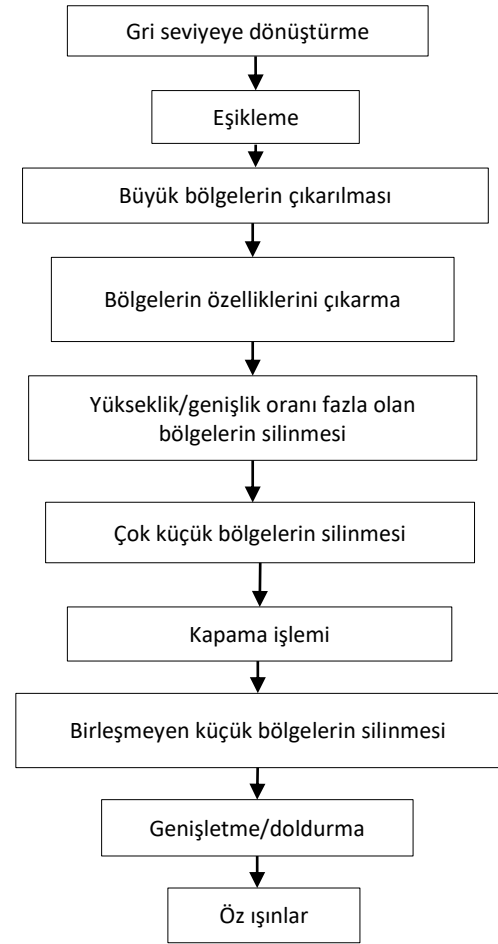 Gri seviyeye dönüştürme
Eşikleme
Büyük bölgelerin çıkarılması
Bölgelerin özelliklerini çıkarma
Yükseklik/genişlik oranı fazla olan
bölgelerin silinmesi
Çok küçük bölgelerin silinmesi
Kapama işlemi
Birleşmeyen küçük bölgelerin silinmesi
Genişletme/doldurma
Öz ışınlar